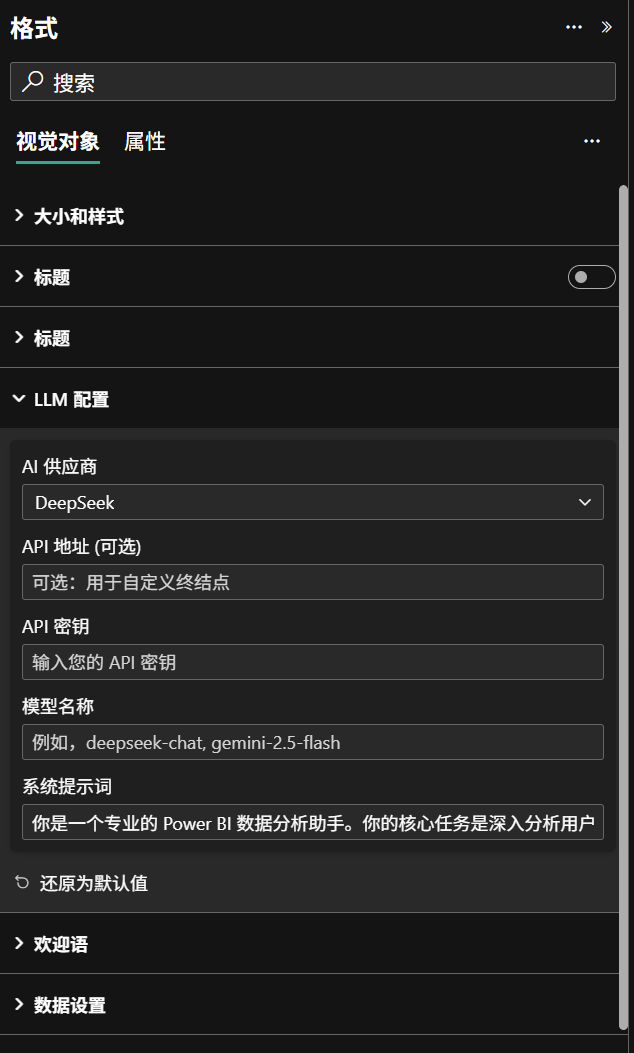 格式
搜索
视觉对象 属性
大小和样式
标题
标题
LLM 配置
AI 供应商
DeepSeek
API 地址 (可选)
可选：用于自定义终结点
API 密钥
输入您的 API 密钥
模型名称
例如，deepseek-chat, gemini-2.5-flash
系统提示词
你是一个专业的 Power BI 数据分析助手。你的核心任务是深入分析用户
还原为默认值
欢迎语
数据设置